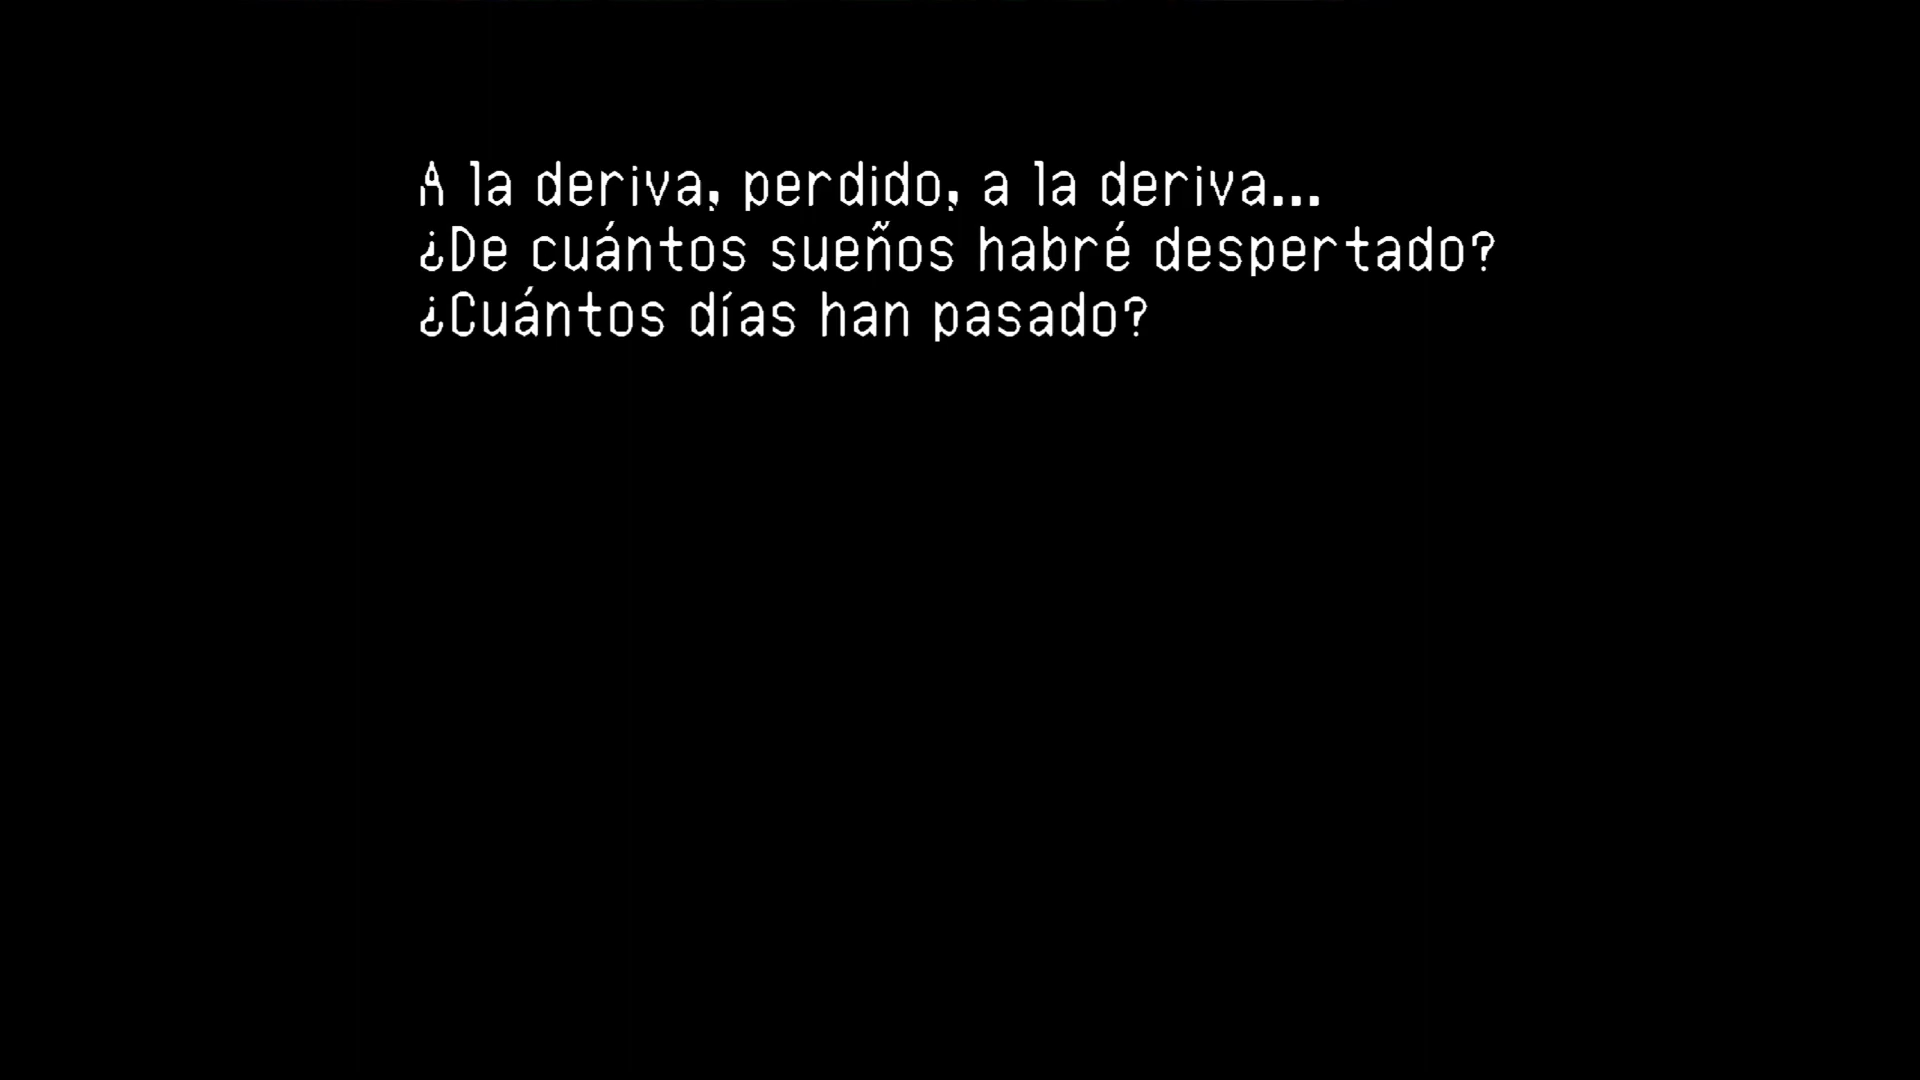 A la deriva, perdido, a la deriva...
¿De cuántos sueños habré despertado?
¿Cuántos días han pasado?